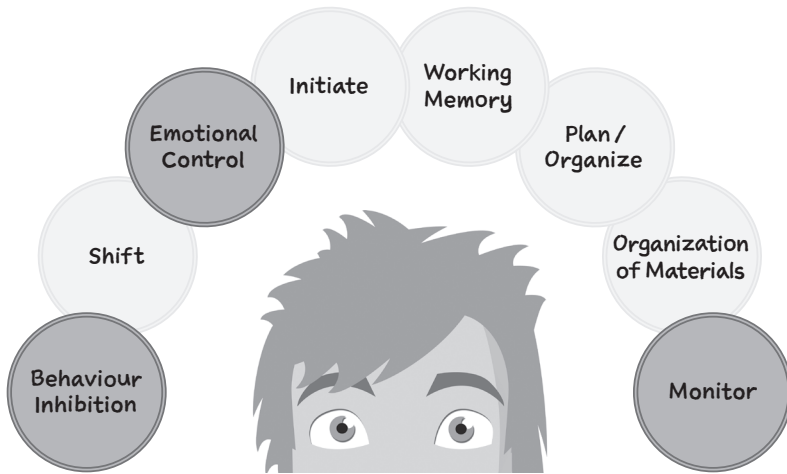 Initiate
Working
Memory
Emotional
Control
Plan /
Organize
Shift
Organization
of Materials
Behaviour
Inhibition
Monitor